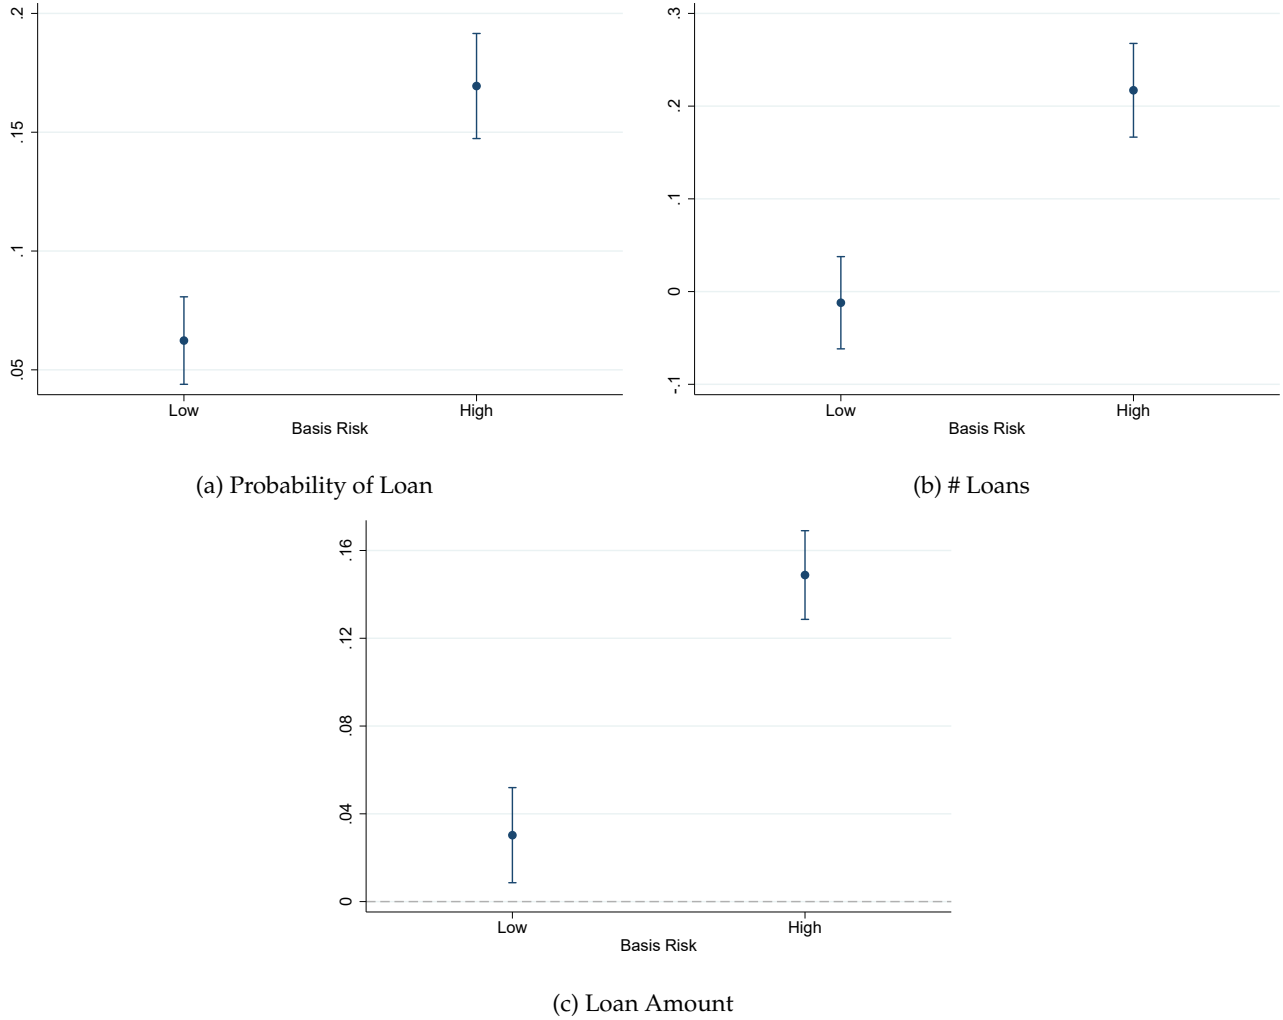 .2
.15
.1
.05
Low High
Basis Risk
(a) Probability of Loan
.3
.2
.1
0
-.1
Low High
Basis Risk
(b) # Loans
.16
.12
.08
.04
0
Low High
Basis Risk
(c) Loan Amount